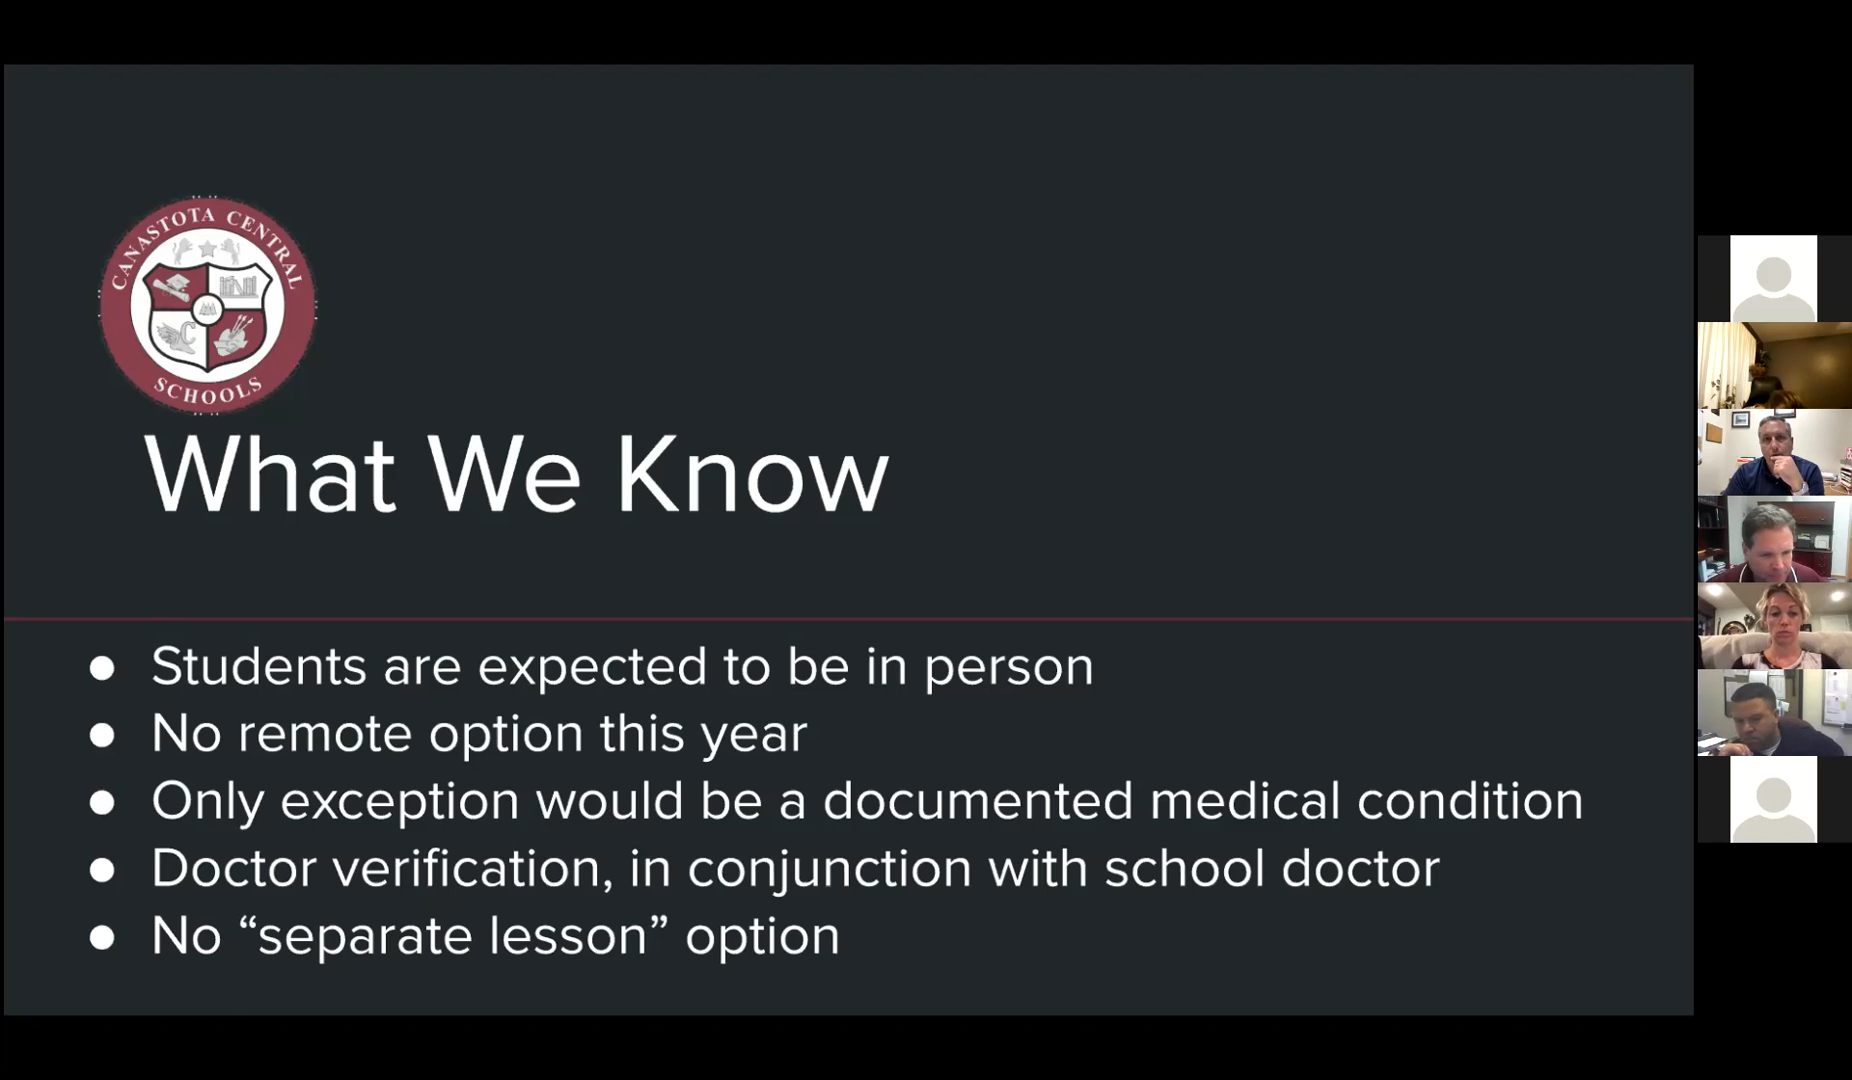 CANASTOTA CENTRAL
SCHOOLS
What We Know
● Students are expected to be in person
● No remote option this year
● Only exception would be a documented medical condition
● Doctor verification, in conjunction with school doctor
● No “separate lesson” option